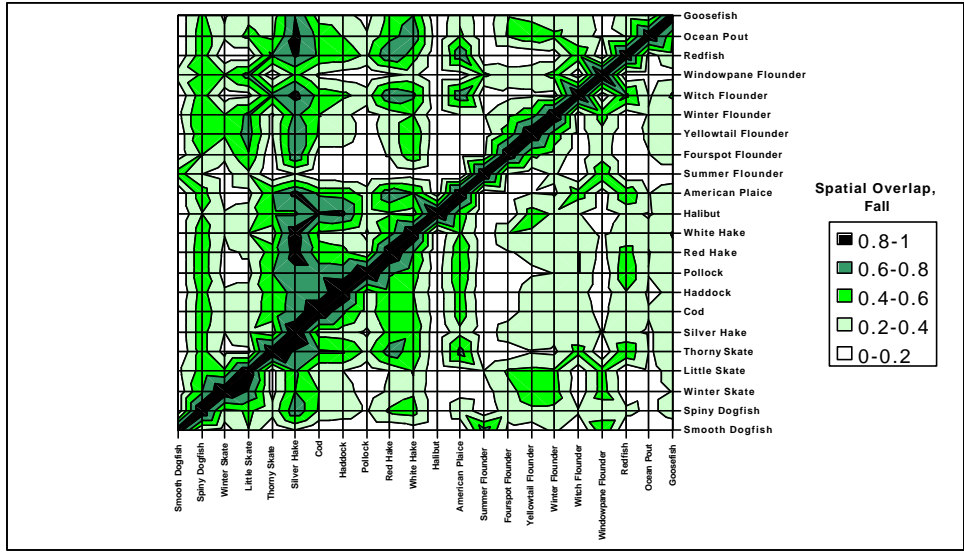 Goosefish
Ocean Pout
Redfish
Windowpane Flounder
Witch Flounder
Winter Flounder
Yellowtail Flounder
Fourspot Flounder
Summer Flounder
American Plaice
Halibut
White Hake
Red Hake
Pollock
Haddock
Cod
Silver Hake
Thorny Skate
Little Skate
Winter Skate
Spiny Dogfish
Smooth Dogfish
Smooth Dogfish
Spiny Dogfish
Winter Skate
Little Skate
Thorny Skate
Silver Hake
Cod
Haddock
Pollock
Red Hake
White Hake
Halibut
American Plaice
Summer Flounder
Fourspot Flounder
Yellowtail Flounder
Winter Flounder
Witch Flounder
Windowpane Flounder
Redfish
Ocean Pout
Goosefish
Spatial Overlap,
Fall
0.8-1
0.6-0.8
0.4-0.6
0.2-0.4
0-0.2